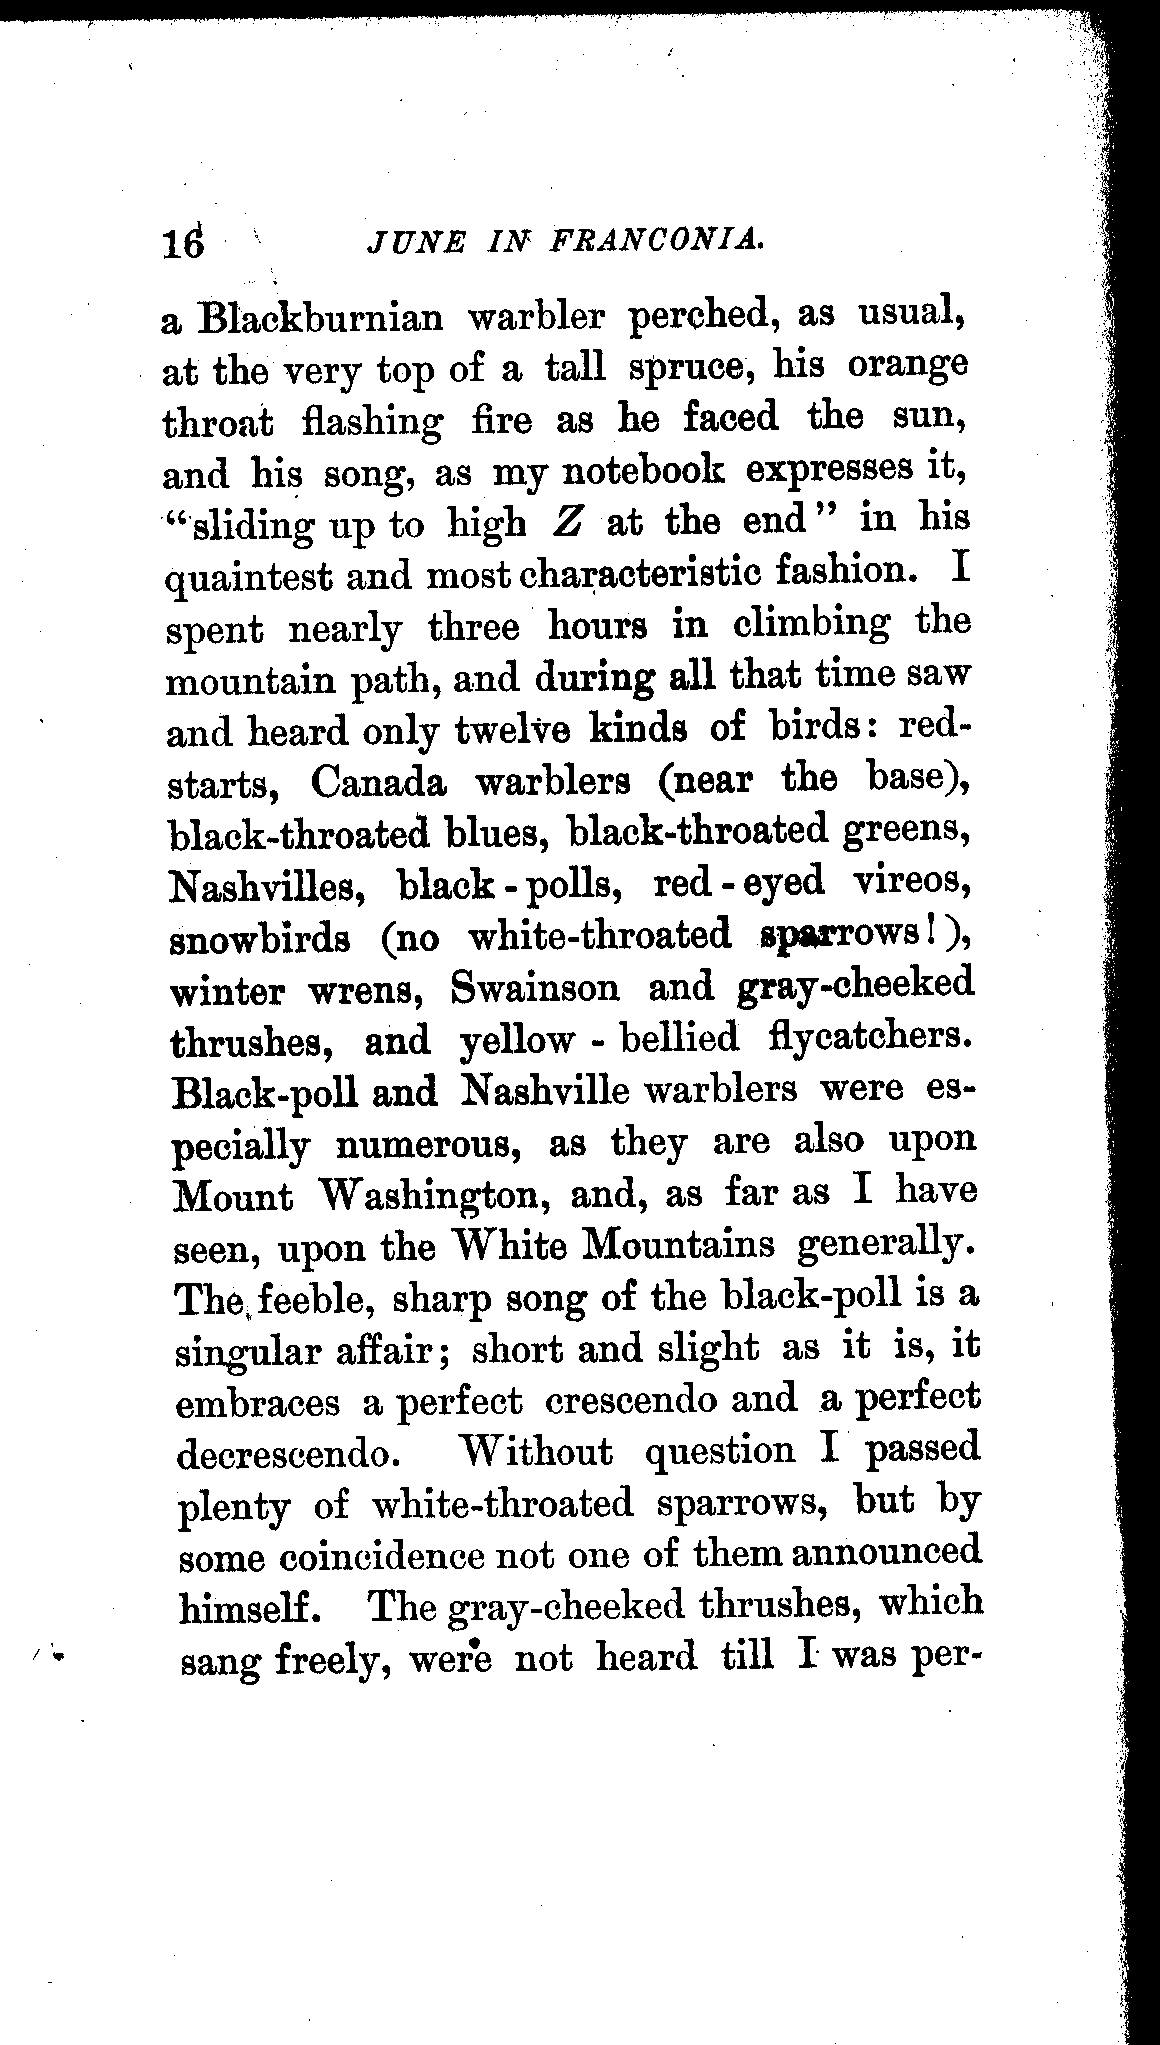 16 JUNE IN FRANCONIA.
a Blackburnian warbler perched, as usual,
at the very top of a tall spruce, his orange
throat flashing fire as he faced the sun,
and his song, as my notebook expresses it,
"sliding up to high Z at the end" in his
quaintest and most characteristic fashion. I
spent nearly three hours in climbing the
mountain path, and during all that time saw
and heard only twelve kinds of birds: red-
starts, Canada warblers (near the base),
black-throated blues, black-throated greens,
Nashvilles, black-polls, red-eyed vireos,
snowbirds (no white-throated sparrows!),
winter wrens, Swainson and gray-cheeked
thrushes, and yellow-bellied flycatchers.
Black-poll and Nashville warblers were es-
pecially numerous, as they are also upon
Mount Washington, and, as far as I have
seen, upon the White Mountains generally.
The feeble, sharp song of the black-poll is a
singular affair; short and slight as it is, it
embraces a perfect crescendo and a perfect
decrescendo. Without question I passed
plenty of white-throated sparrows, but by
some coincidence not one of them announced
himself. The gray-cheeked thrushes, which
sang freely, were not heard till I was per-